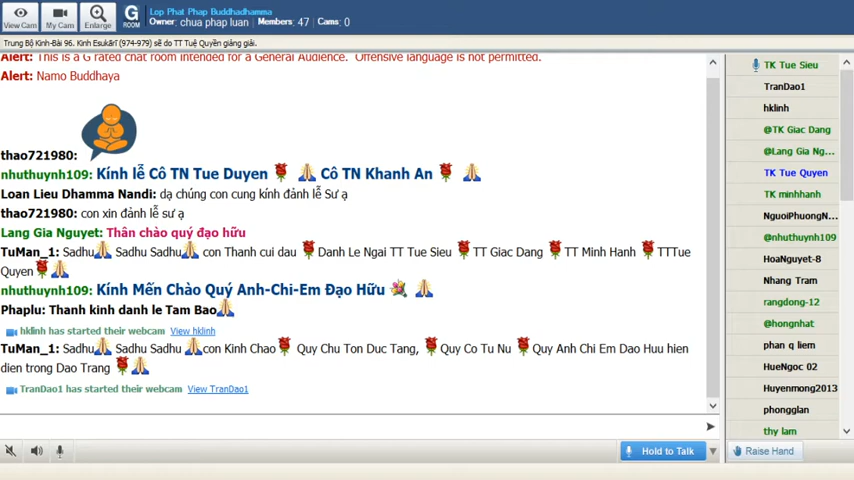 Lop Phat Phap Buddhadhamma
Owner: chua phap luan Members: 47 Cams: 0
View Cam
My Cam
Enlarge
G
ROOM
Trung Bộ Kinh-Bài 96. Kinh Esukārī (974-979) sẽ do TT Tuệ Quyền giảng giải.
Alert: This is a G rated chat room intended for a General Audience. Offensive language is not permitted.
Alert: Namo Buddhaya
thao721980:
nhuthuynh109: Kính lễ Cô TN Tue Duyen 🌹 🙏 Cô TN Khanh An 🌹 🙏
Loan Lieu Dhamma Nandi: dạ chúng con cung kính đảnh lễ Sư ạ
thao721980: con xin đảnh lễ sư ạ
Lang Gia Nguyet: Thân chào quý đạo hữu
TuMan_1: Sadhu🙏 Sadhu Sadhu🙏 con Thanh cui dau 🌹Danh Le Ngai TT Tue Sieu 🌹TT Giac Dang 🌹TT Minh Hanh 🌹TTTue
Quyen🌹🙏
nhuthuynh109: Kính Mến Chào Quý Anh-Chi-Em Đạo Hữu 💐 🙏
Phaplu: Thanh kinh danh le Tam Bao🙏
hklinh has started their webcam View hklinh
TuMan_1: Sadhu🙏 Sadhu Sadhu 🙏con Kinh Chao🌹 Quy Chu Ton Duc Tang, 🌹Quy Co Tu Nu 🌹Quy Anh Chi Em Dao Huu hien
dien trong Dao Trang 🌹🙏
TranDao1 has started their webcam View TranDao1
Hold to Talk
TK Tue Sieu
TranDao1
hklinh
@TK Giac Dang
@Lang Gia Ng...
TK Tue Quyen
TK minhhanh
NguoiPhuongN...
@nhuthuynh109
HoaNguyet-8
Nhang Tram
rangdong-12
@hongnhat
phan q liem
HueNgoc 02
Huyenmong2013
phongglan
thy lam
Raise Hand